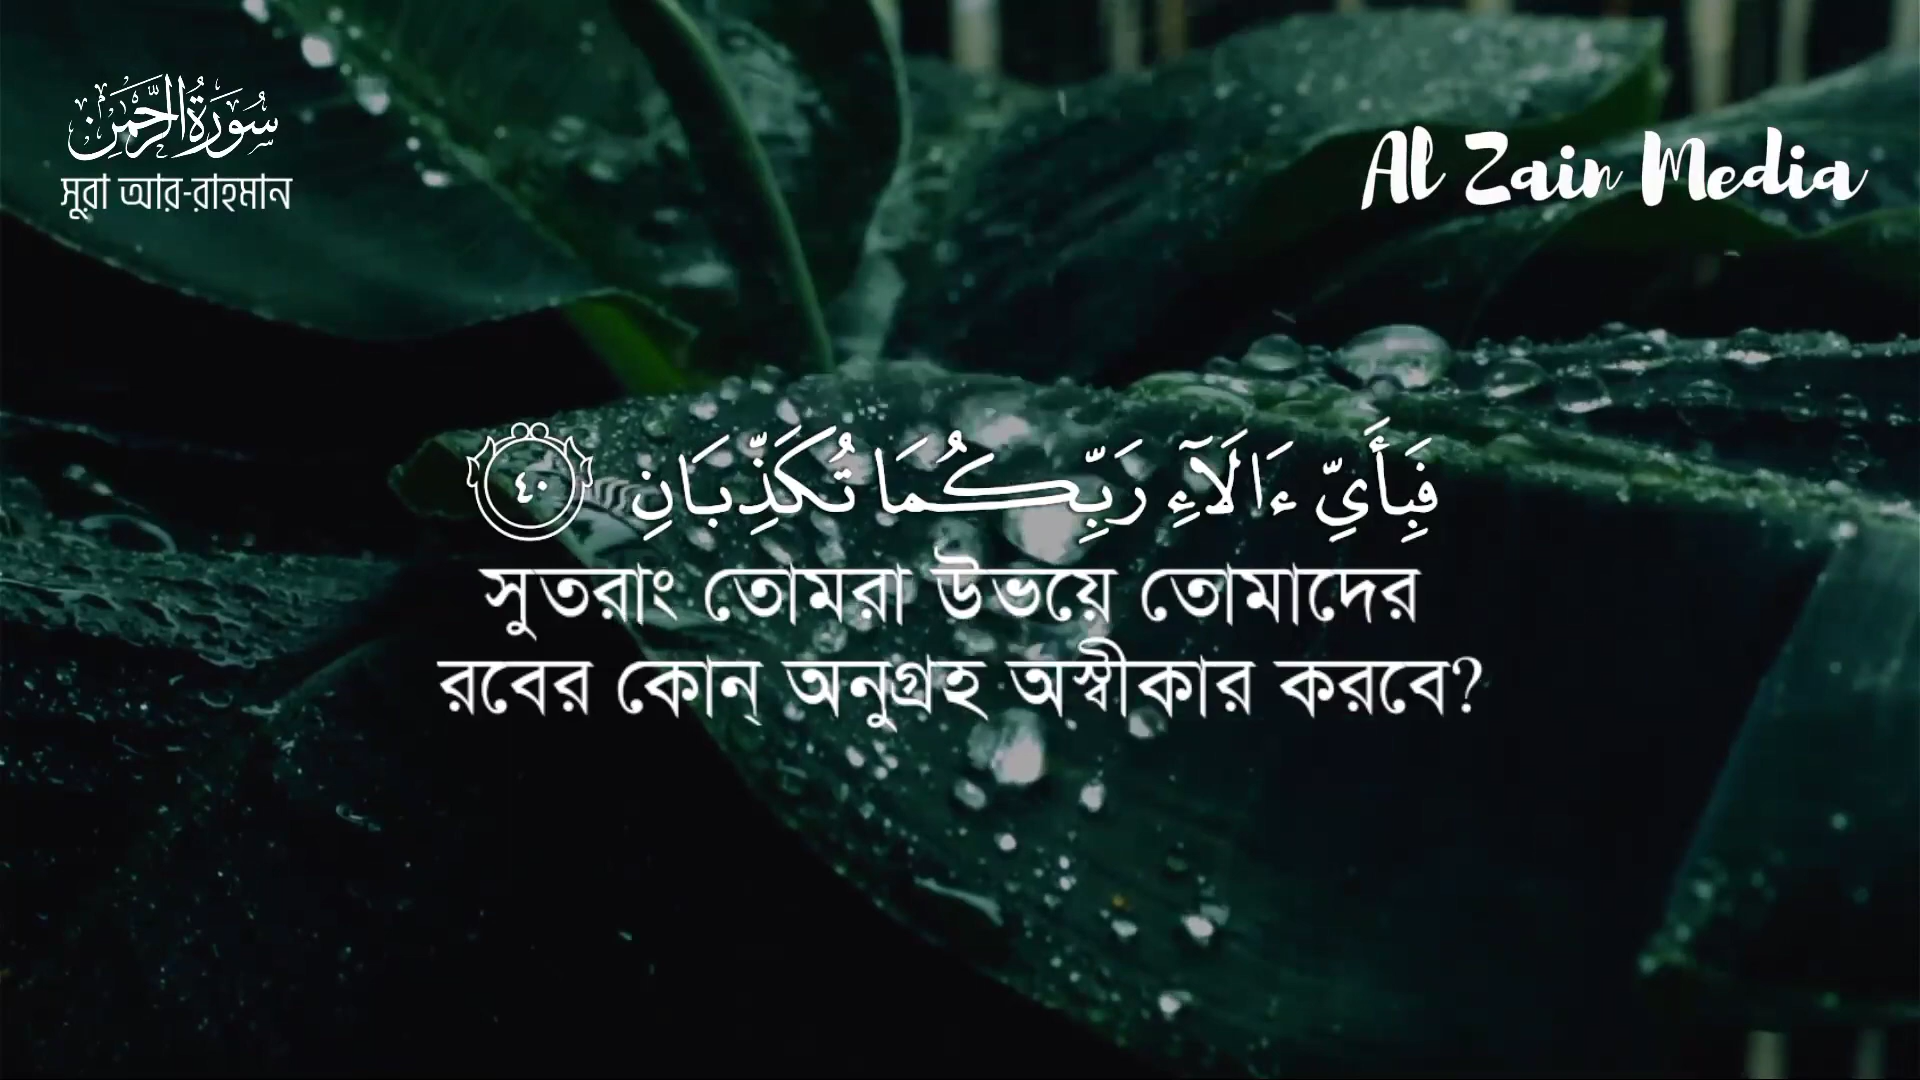 سُورَةُ الرَّحْمَٰن
সূরা আর-রাহমান
Al Zain Media
فَبِأَيِّ ءَالَآءِ رَبِّكُمَا تُكَذِّبَانِ ٤٠
সুতরাং তোমরা উভয়ে তোমাদের
রবের কোন্ অনুগ্রহ অস্বীকার করবে?